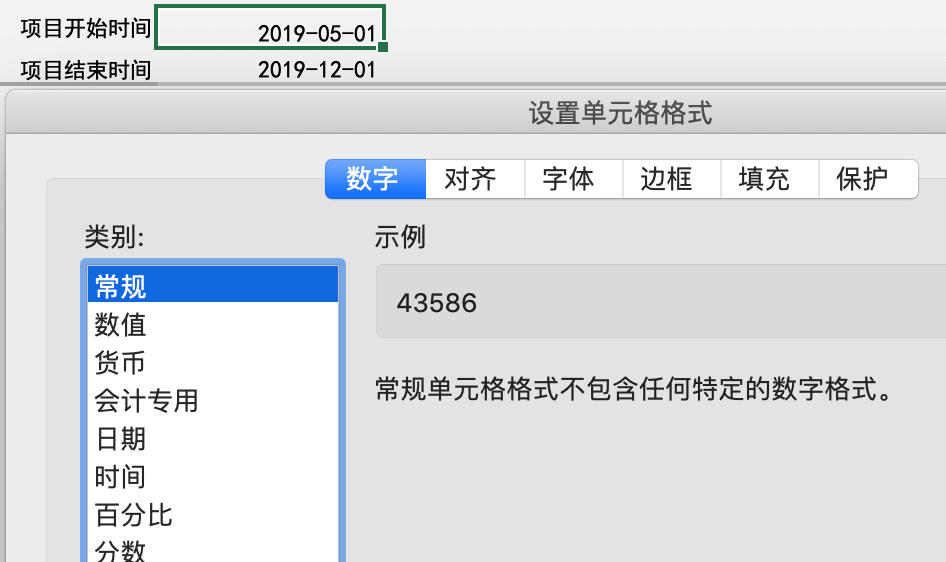 项目开始时间 2019-05-01
项目结束时间 2019-12-01
设置单元格格式
数字 对齐 字体 边框 填充 保护
类别: 示例
常规
43586
数值
货币
常规单元格格式不包含任何特定的数字格式。
会计专用
日期
时间
百分比
分数